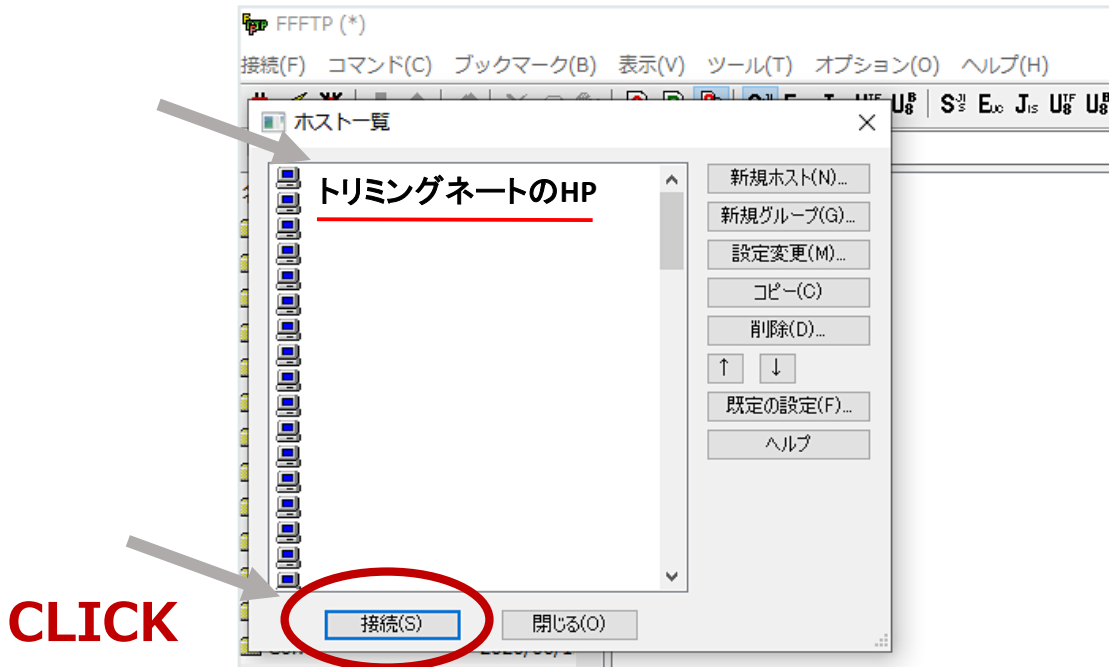 FFFTP (*)
接続(F) コマンド(C) ブックマーク(B) 表示(V) ツール(T) オプション(O) ヘルプ(H)
ホスト一覧
トリミングネートのHP
新規ホスト(N)...
新規グループ(G)...
設定変更(M)...
コピー(C)
削除(D)...
↑ ↓
既定の設定(F)...
ヘルプ
CLICK
接続(S) 閉じる(O)